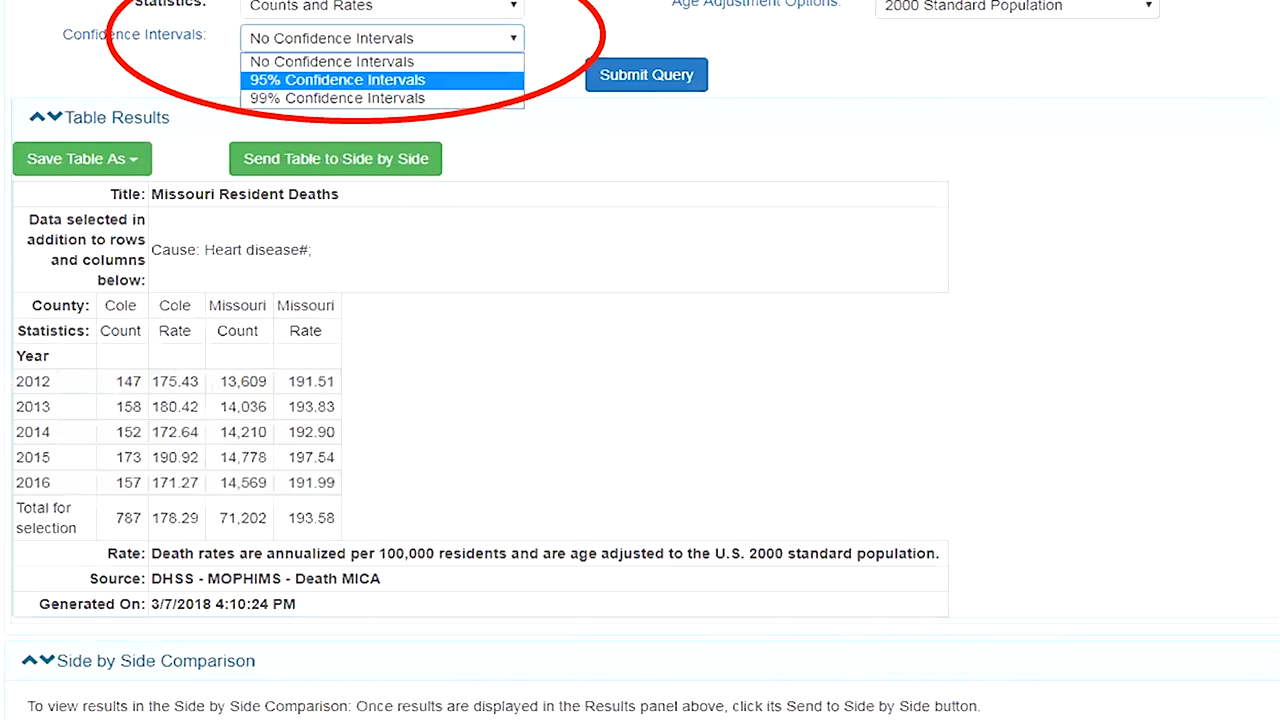 Statistics: Counts and Rates Age Adjustment Options: 2000 Standard Population
Confidence Intervals: No Confidence Intervals
No Confidence Intervals
95% Confidence Intervals Submit Query
99% Confidence Intervals
Table Results
Save Table As Send Table to Side by Side
Title: Missouri Resident Deaths
Data selected in
addition to rows
and columns
below:
Cause: Heart disease#;
County: Cole Cole Missouri Missouri
Statistics: Count Rate Count Rate
Year
2012 147 175.43 13,609 191.51
2013 158 180.42 14,036 193.83
2014 152 172.64 14,210 192.90
2015 173 190.92 14,778 197.54
2016 157 171.27 14,569 191.99
Total for
selection 787 178.29 71,202 193.58
Rate: Death rates are annualized per 100,000 residents and are age adjusted to the U.S. 2000 standard population.
Source: DHSS - MOPHIMS - Death MICA
Generated On: 3/7/2018 4:10:24 PM
Side by Side Comparison
To view results in the Side by Side Comparison: Once results are displayed in the Results panel above, click its Send to Side by Side button.